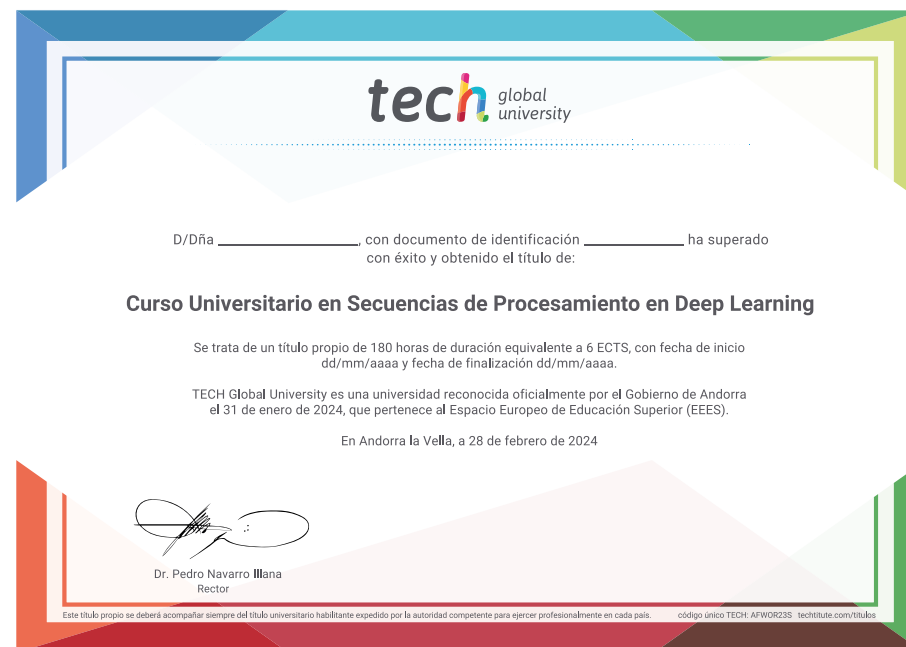 tech global
university
D/Dña ______________, con documento de identificación __________ ha superado
con éxito y obtenido el título de:
Curso Universitario en Secuencias de Procesamiento en Deep Learning
Se trata de un título propio de 180 horas de duración equivalente a 6 ECTS, con fecha de inicio
dd/mm/aaaa y fecha de finalización dd/mm/aaaa.
TECH Global University es una universidad reconocida oficialmente por el Gobierno de Andorra
el 31 de enero de 2024, que pertenece al Espacio Europeo de Educación Superior (EEES).
En Andorra la Vella, a 28 de febrero de 2024
Dr. Pedro Navarro Illana
Rector
Este título propio se deberá acompañar siempre del título universitario habilitante expedido por la autoridad competente para ejercer profesionalmente en cada país. código único TECH: AFWOR23S techtitute.com/titulos